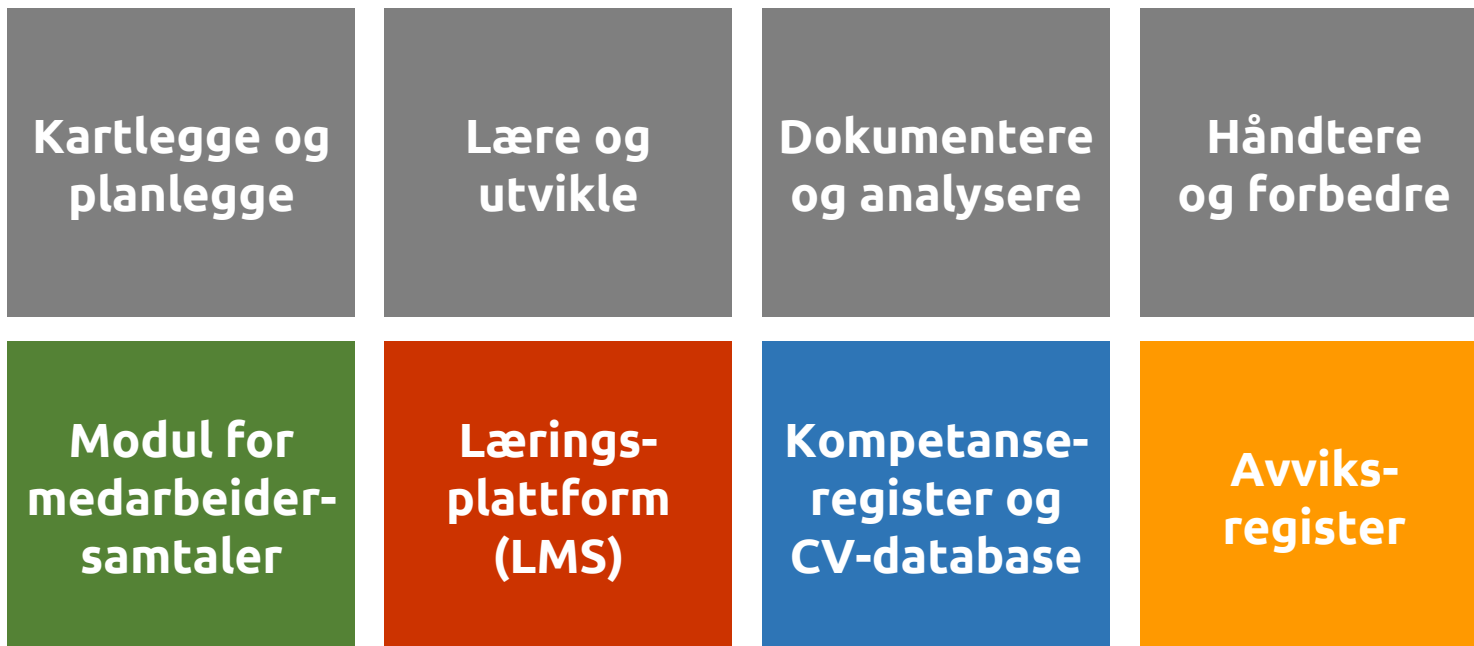 Kartlegge og
planlegge
Lære og
utvikle
Dokumentere
og analysere
Håndtere
og forbedre
Modul for
medarbeider-
samtaler
Lærings-
plattform
(LMS)
Kompetanse-
register og
CV-database
Avviks-
register